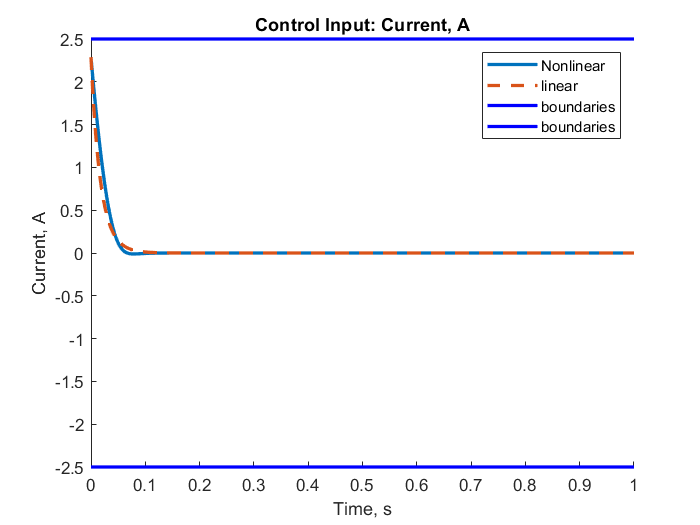 Control Input: Current, A
2.5
2
1.5
1
0.5
0
-0.5
-1
-1.5
-2
-2.5
Current, A
Nonlinear
linear
boundaries
boundaries
0 0.1 0.2 0.3 0.4 0.5 0.6 0.7 0.8 0.9 1
Time, s